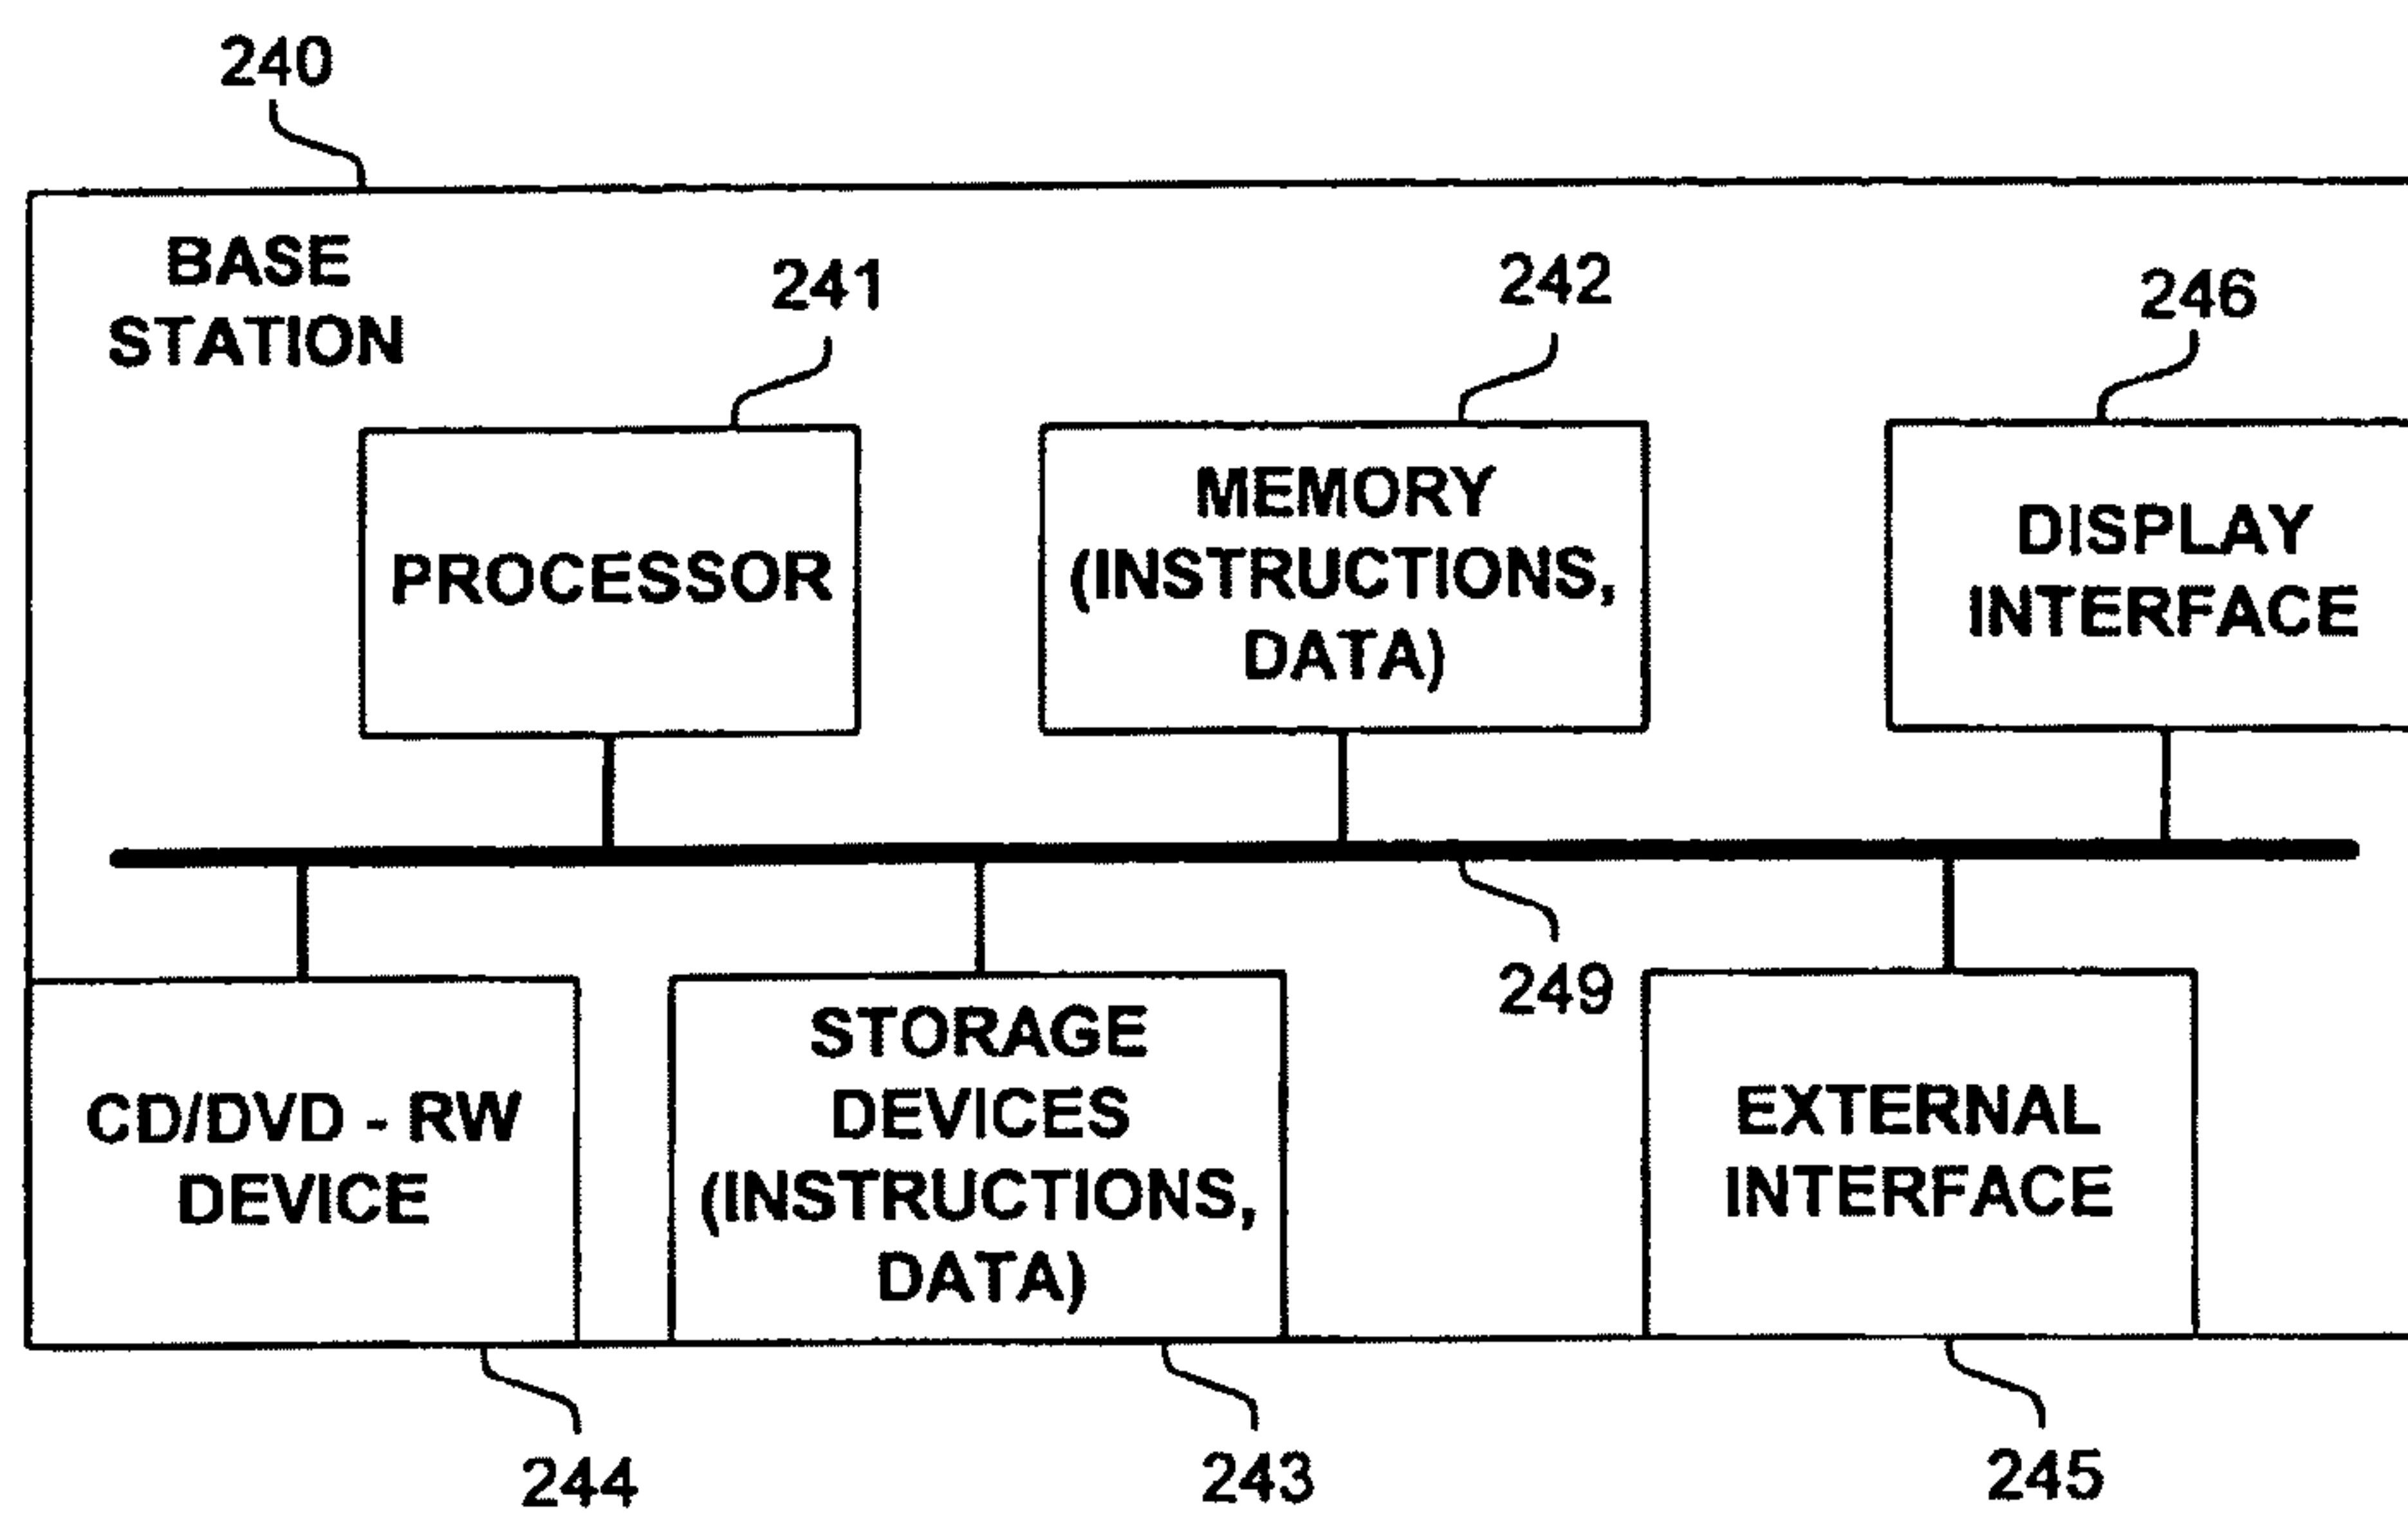 240
BASE
STATION
241
242
246
PROCESSOR
MEMORY
(INSTRUCTIONS,
DATA)
DISPLAY
INTERFACE
249
CD/DVD - RW
DEVICE
STORAGE
DEVICES
(INSTRUCTIONS,
DATA)
EXTERNAL
INTERFACE
244
243
245